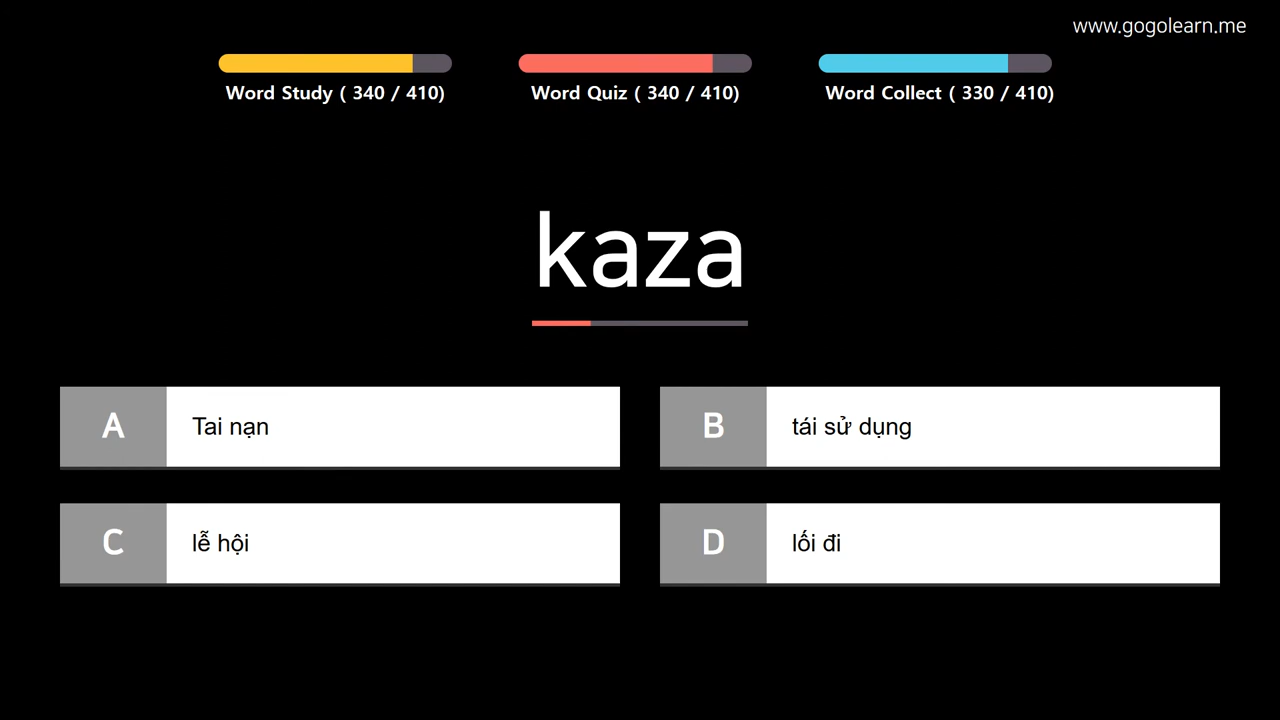 www.gogolearn.me
Word Study ( 340 / 410)
Word Quiz ( 340 / 410)
Word Collect ( 330 / 410)
kaza
A
Tai nạn
B
tái sử dụng
C
lễ hội
D
lối đi